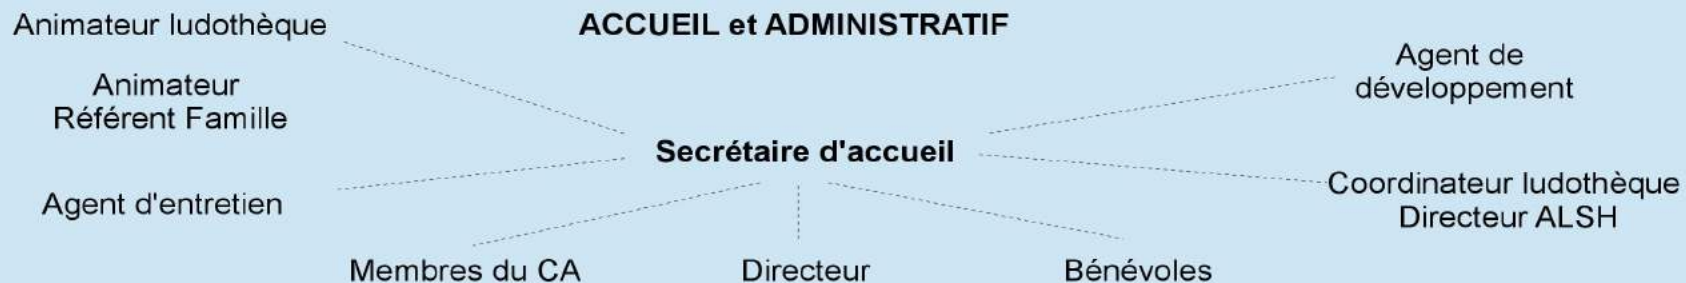 Animateur ludothèque
ACCUEIL et ADMINISTRATIF
Agent de
développement
Animateur
Référent Famille
Secrétaire d'accueil
Agent d'entretien
Coordinateur ludothèque
Directeur ALSH
Membres du CA
Directeur
Bénévoles